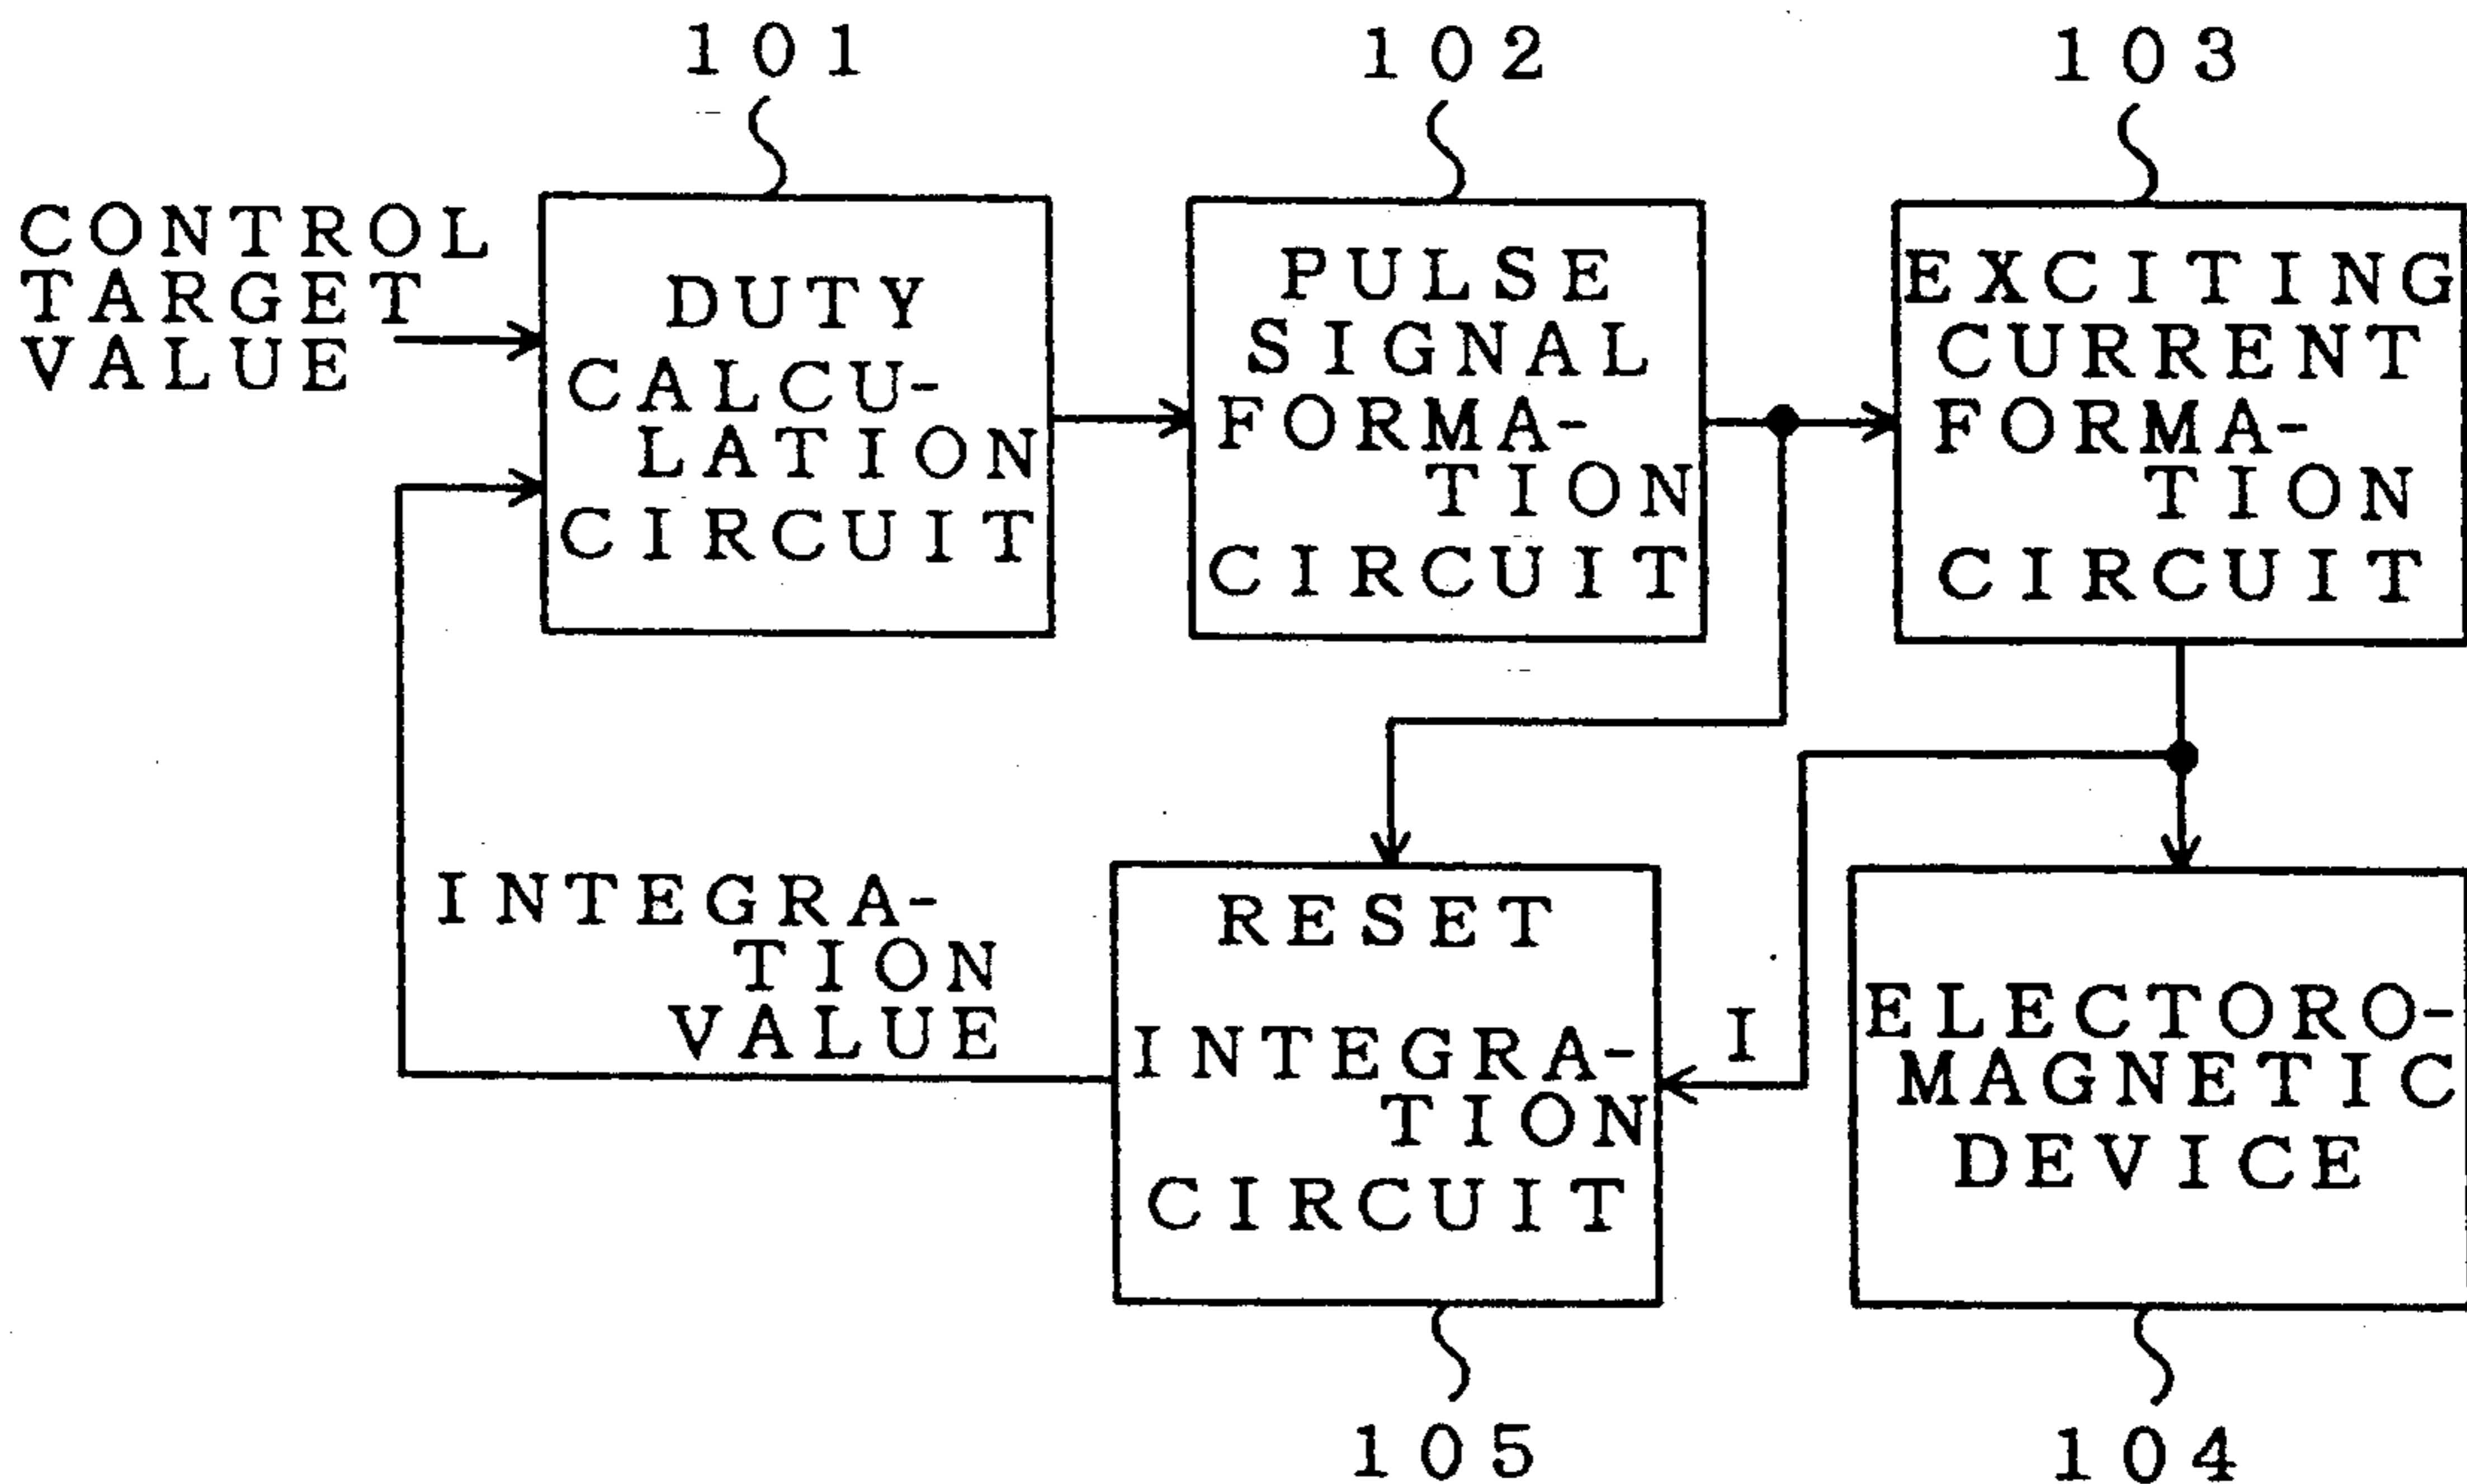 101
102
103
CONTROL
TARGET
VALUE
DUTY
CALCU-
LATION
CIRCUIT
PULSE
SIGNAL
FORMA-
TION
CIRCUIT
EXCITING
CURRENT
FORMA-
TION
CIRCUIT
INTEGRA-
TION
VALUE
RESET
INTEGRA-
TION
CIRCUIT
I
ELECTORO-
MAGNETIC
DEVICE
105
104